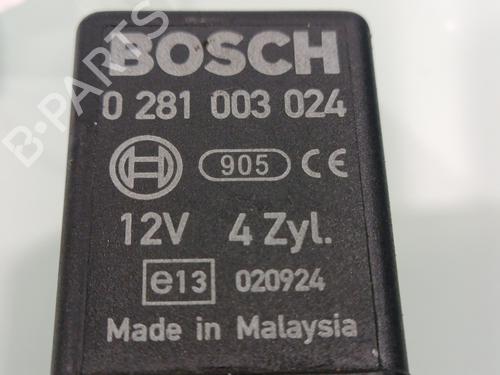 BOSCH
0 281 003 024
905 CE
12V 4 Zyl.
e13 020924
Made in Malaysia
B-PARTS